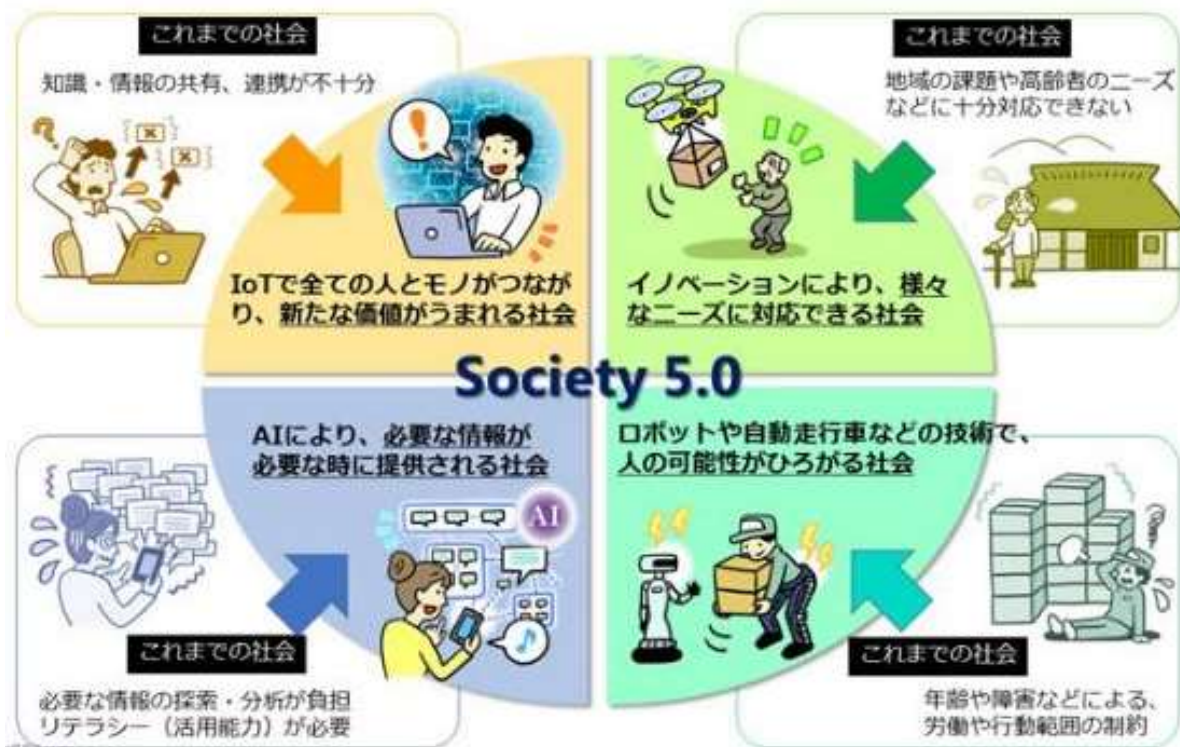 これまでの社会
知識・情報の共有、連携が不十分
IoTで全ての人とモノがつなが
り、新たな価値がうまれる社会
これまでの社会
地域の課題や高齢者のニーズ
などに十分対応できない
イノベーションにより、様々
なニーズに対応できる社会
Society 5.0
AIにより、必要な情報が
必要な時に提供される社会
AI
これまでの社会
必要な情報の探索・分析が負担
リテラシー（活用能力）が必要
ロボットや自動走行車などの技術で、
人の可能性がひろがる社会
これまでの社会
年齢や障害などによる、
労働や行動範囲の制約